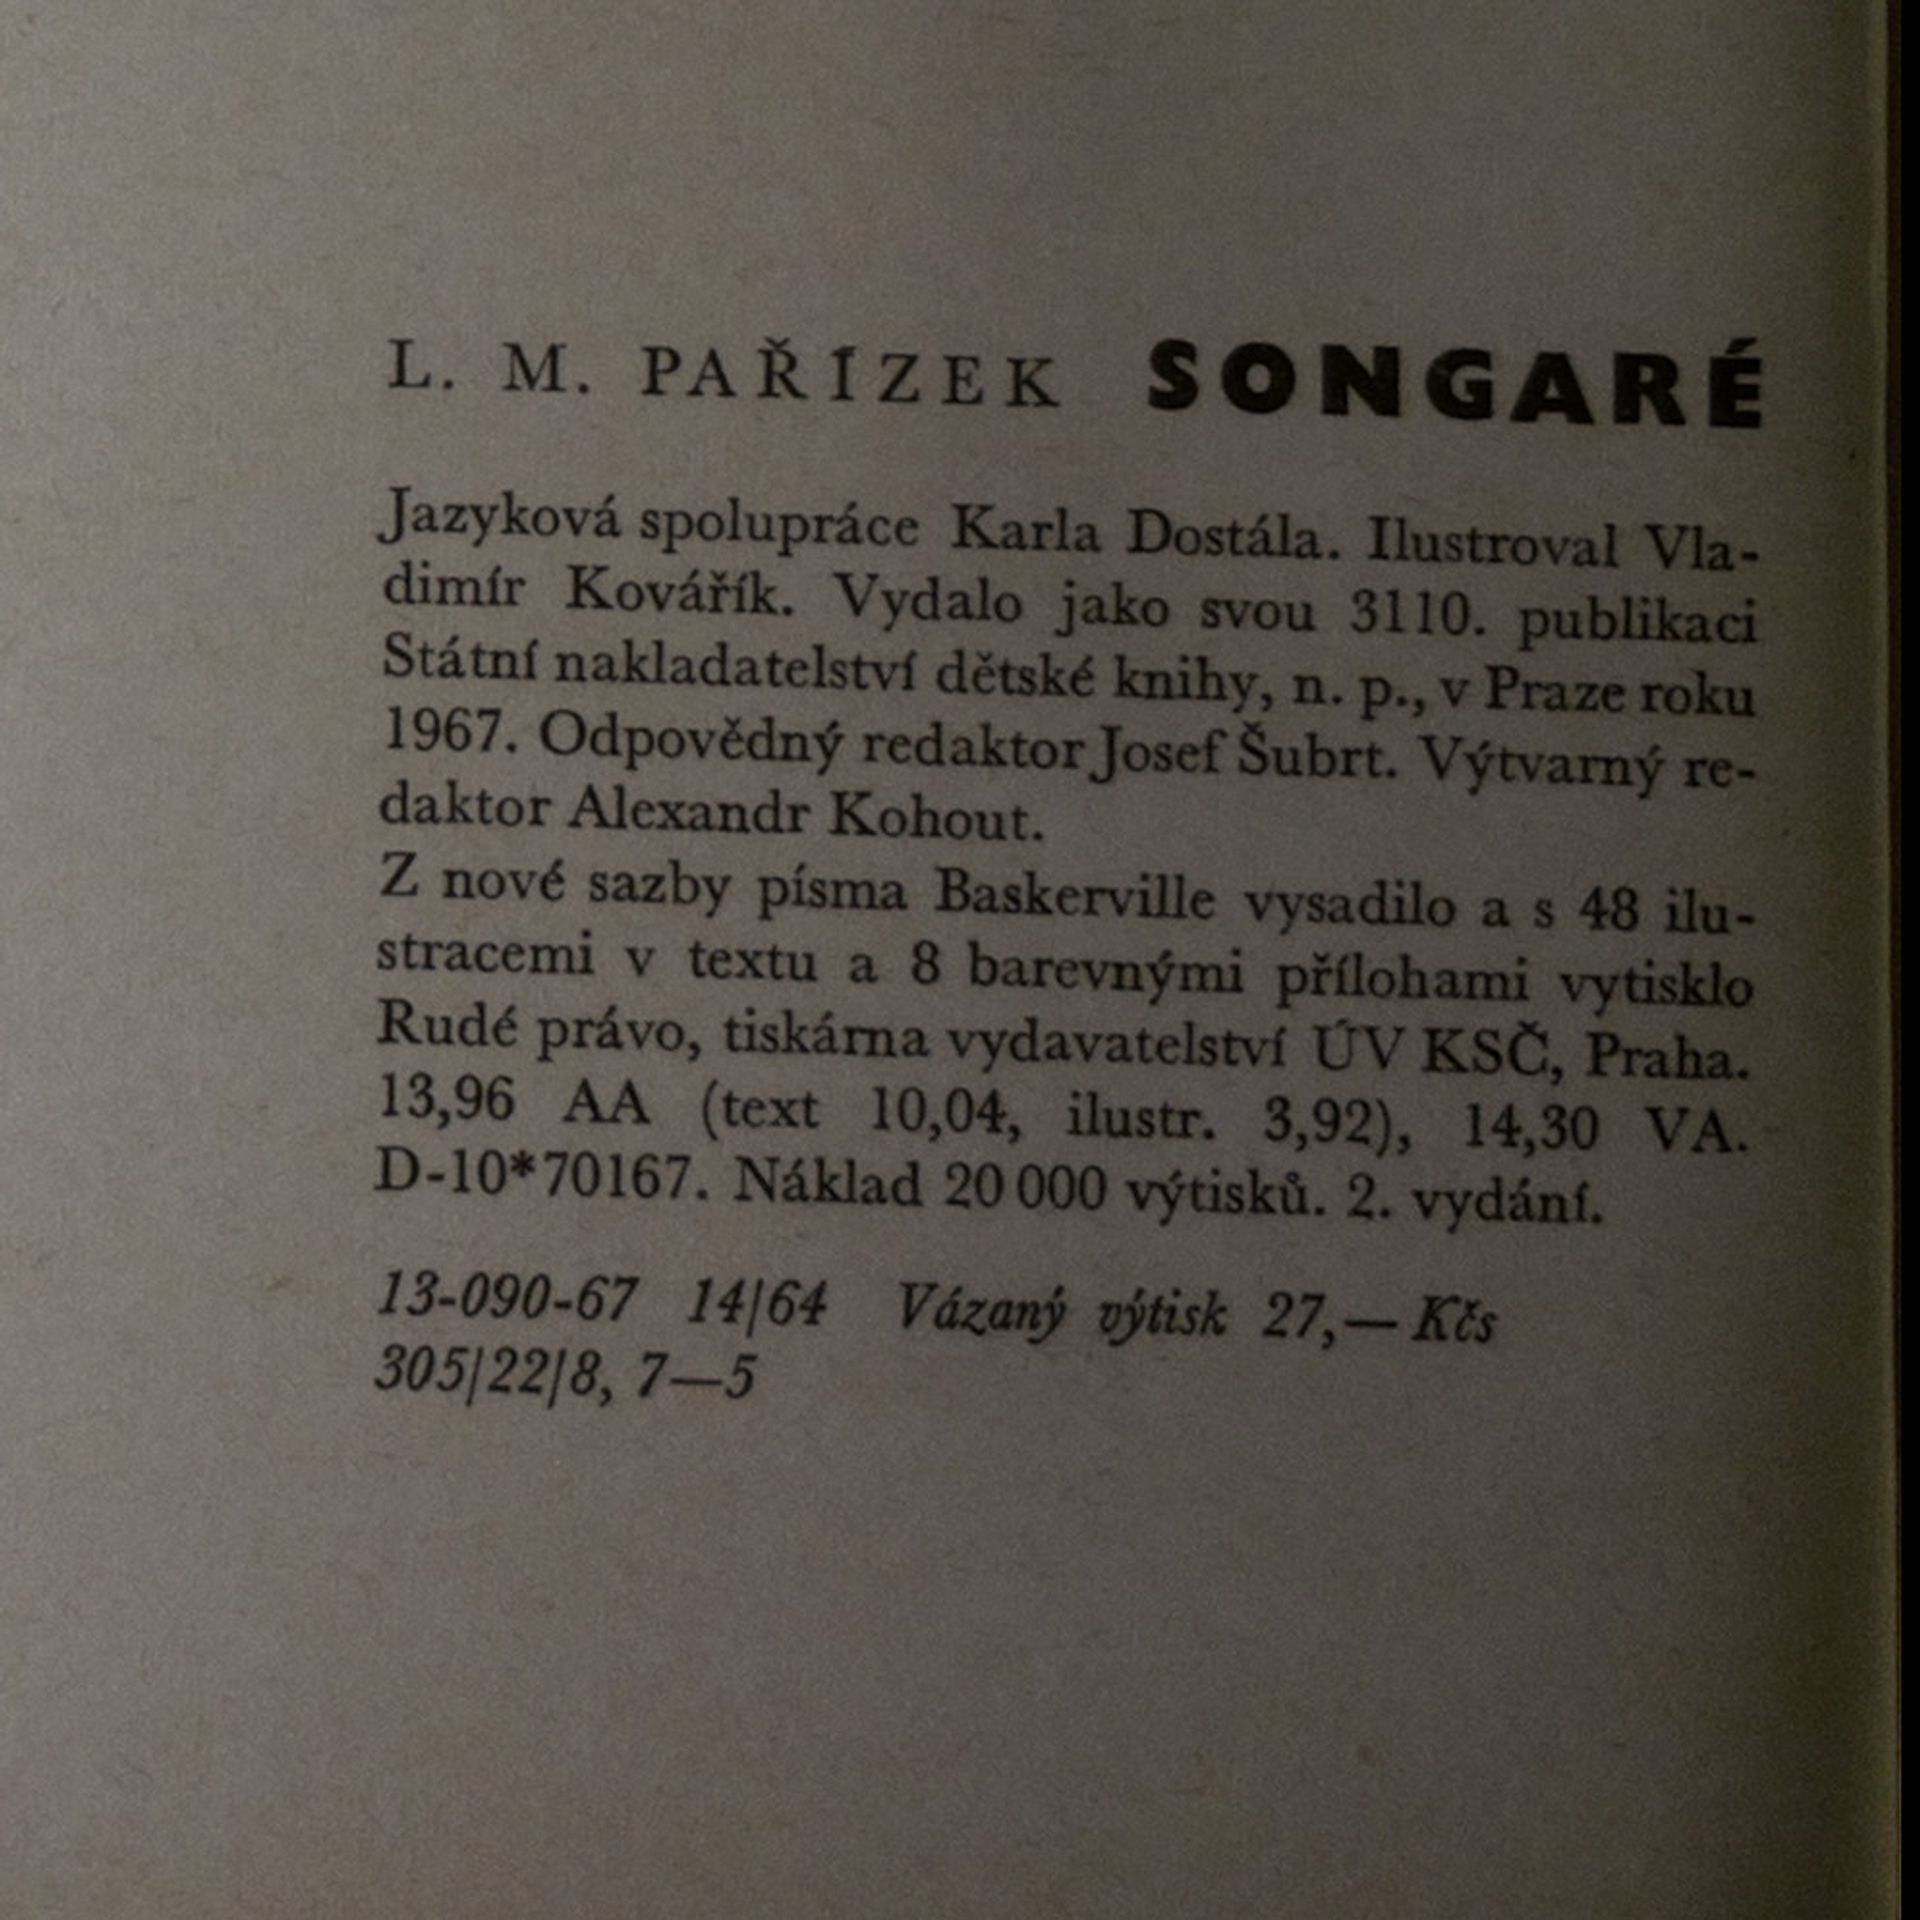 L. M. PAŘÍZEK SONGARÉ
Jazyková spolupráce Karla Dostála. Ilustroval Vla-
dimír Kovářík. Vydalo jako svou 3110. publikaci
Státní nakladatelství dětské knihy, n. p., v Praze roku
1967. Odpovědný redaktor Josef Šubrt. Výtvarný re-
daktor Alexandr Kohout.
Z nové sazby písma Baskerville vysadilo a s 48 ilu-
stracemi v textu a 8 barevnými přílohami vytisklo
Rudé právo, tiskárna vydavatelství ÚV KSČ, Praha.
13,96 AA (text 10,04, ilustr. 3,92), 14,30 VA.
D-10*70167. Náklad 20 000 výtisků. 2. vydání.
13-090-67 14|64 Vázaný výtisk 27,— Kčs
305|22|8, 7—5